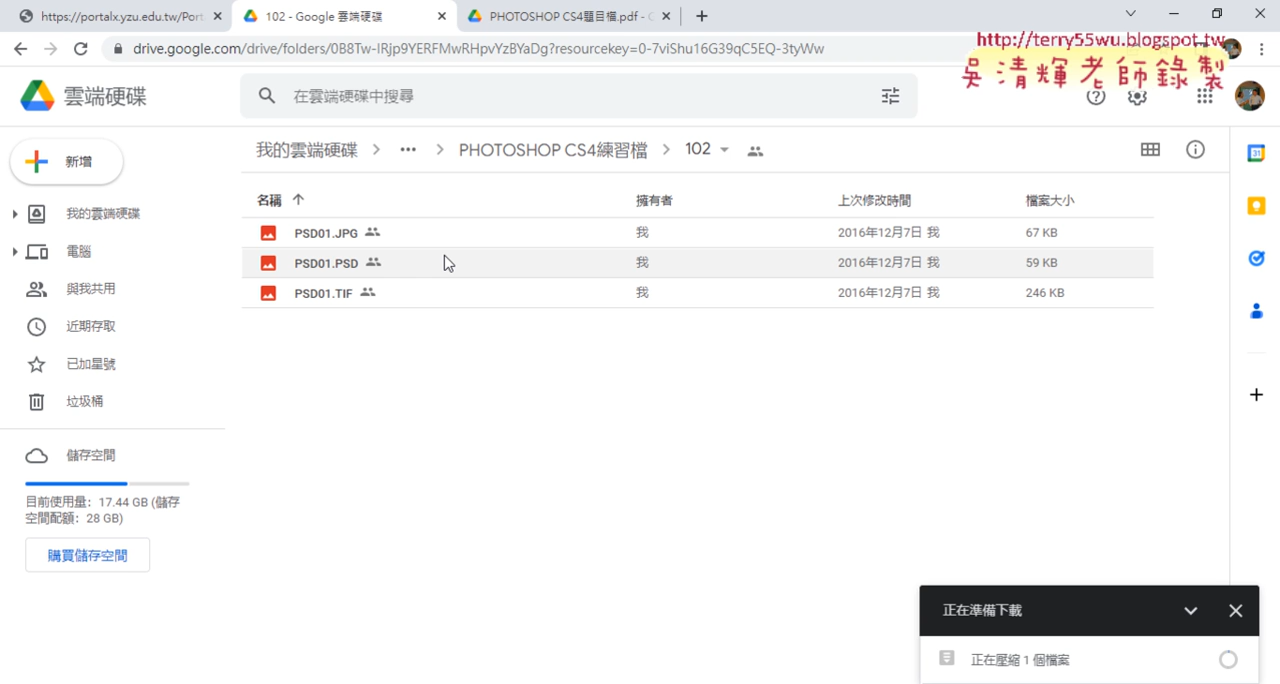 https://portalx.yzu.edu.tw/Port
102 - Google 雲端硬碟
PHOTOSHOP CS4題目檔.pdf - G
drive.google.com/drive/folders/0B8Tw-IRjp9YERFMwRHpvYzBYaDg?resourcekey=0-7viShu16G39qC5EQ-3tyWw
http://terry55wu.blogspot.tw
吳清輝老師錄製
雲端硬碟
在雲端硬碟中搜尋
新增
我的雲端硬碟
PHOTOSHOP CS4練習檔
102
名稱
擁有者
上次修改時間
檔案大小
PSD01.JPG
我
2016年12月7日 我
67 KB
PSD01.PSD
我
2016年12月7日 我
59 KB
PSD01.TIF
我
2016年12月7日 我
246 KB
我的雲端硬碟
電腦
與我共用
近期存取
已加星號
垃圾桶
儲存空間
目前使用量：17.44 GB (儲存
空間配額：28 GB)
購買儲存空間
31
正在準備下載
正在壓縮 1 個檔案